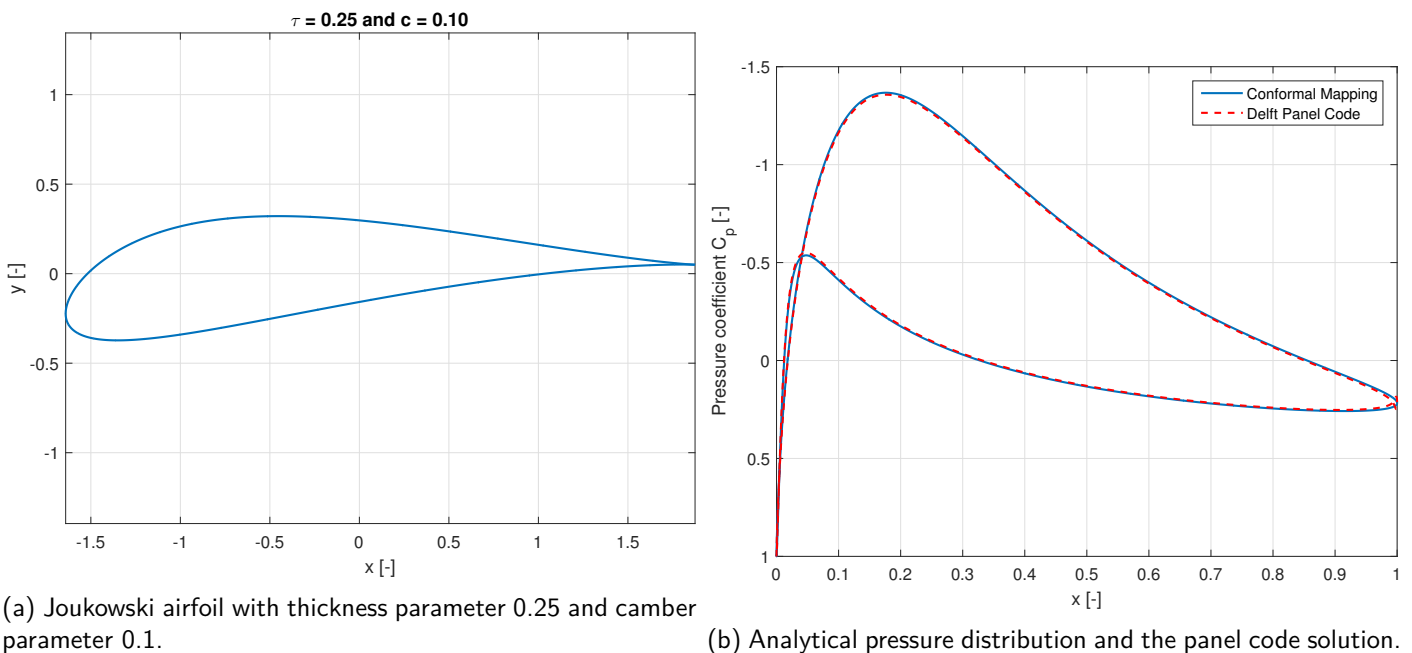 τ = 0.25 and c = 0.10
1
0.5
0
-0.5
-1
y [-]
-1.5 -1 -0.5 0 0.5 1 1.5
x [-]
(a) Joukowski airfoil with thickness parameter 0.25 and camber
parameter 0.1.
-1.5
-1
-0.5
0
0.5
1
Pressure coefficient Cp [-]
Conformal Mapping
Delft Panel Code
0 0.1 0.2 0.3 0.4 0.5 0.6 0.7 0.8 0.9 1
x [-]
(b) Analytical pressure distribution and the panel code solution.